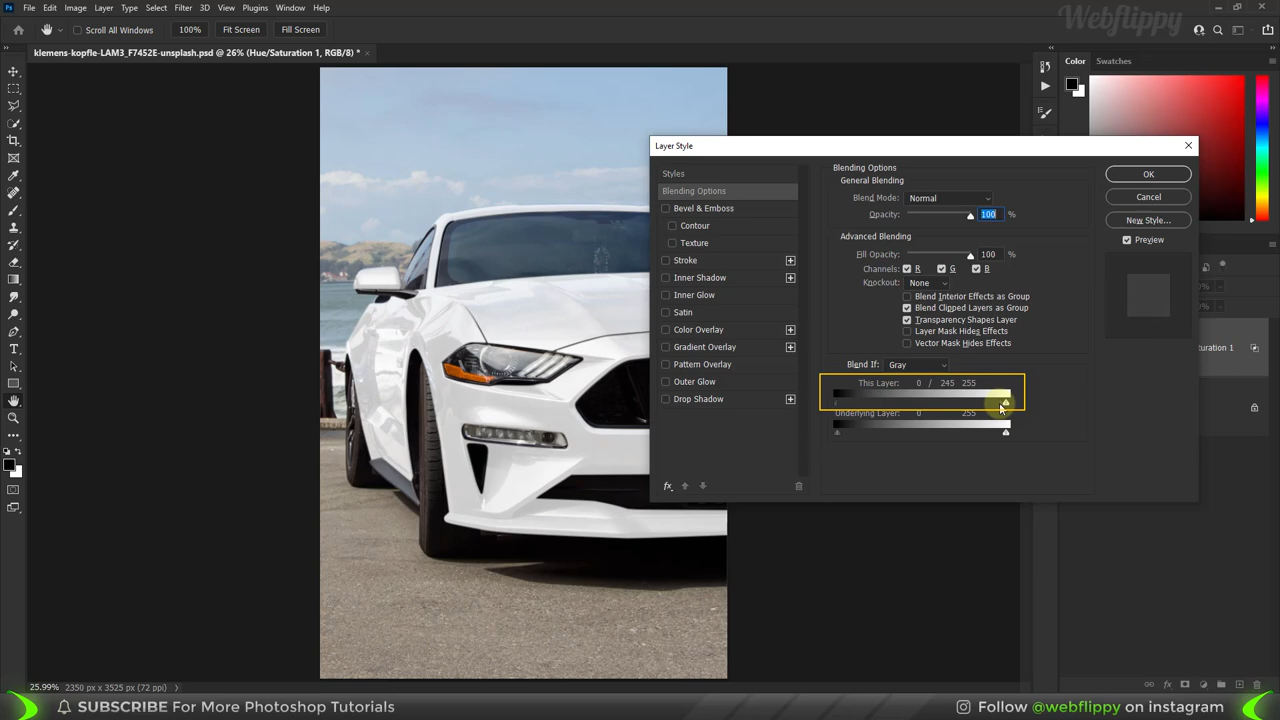 Webflippy
Ps File Edit Image Layer Type Select Filter 3D View Plugins Window Help
Scroll All Windows 100% Fit Screen Fill Screen
klemens-kopfle-LAM3_F7452E-unsplash.psd @ 26% (Hue/Saturation 1, RGB/8) * ×
Color Swatches
Layer Style
Styles
Blending Options
Bevel & Emboss
Contour
Texture
Stroke
Inner Shadow
Inner Glow
Satin
Color Overlay
Gradient Overlay
Pattern Overlay
Outer Glow
Drop Shadow
fx
Blending Options
General Blending
Blend Mode: Normal
Opacity: 100 %
Advanced Blending
Fill Opacity: 100 %
Channels: R G B
Knockout: None
Blend Interior Effects as Group
Blend Clipped Layers as Group
Transparency Shapes Layer
Layer Mask Hides Effects
Vector Mask Hides Effects
Blend If: Gray
This Layer: 0 / 245 255
Underlying Layer: 0 255
OK
Cancel
New Style...
Preview
uration 1
25.99% 2350 px x 3525 px (72 ppi)
fx
SUBSCRIBE For More Photoshop Tutorials
Follow @webflippy on instagram